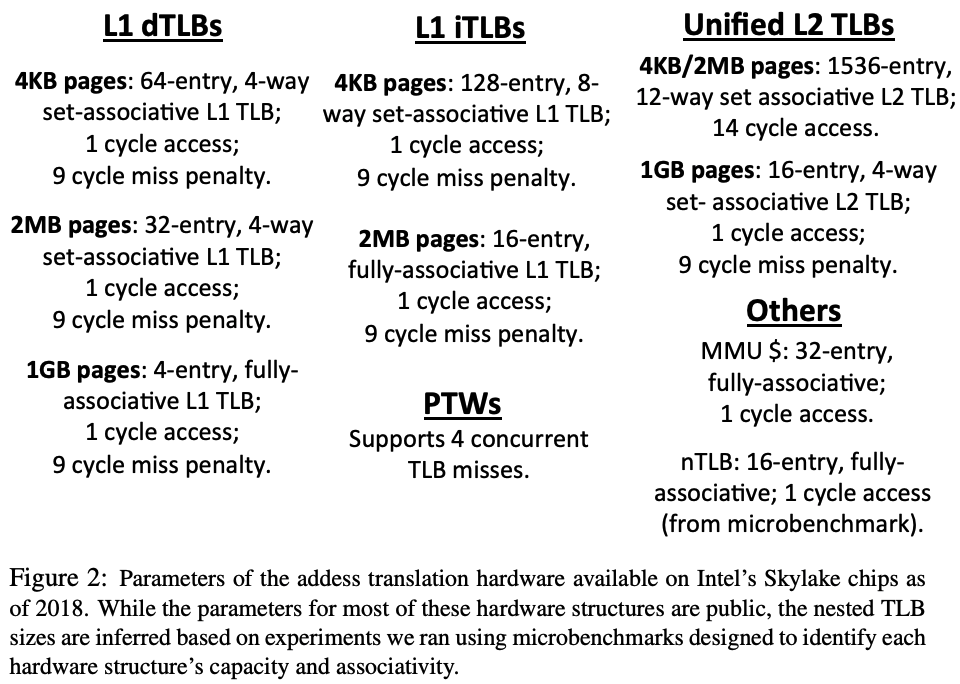 L1 dTLBs
4KB pages: 64-entry, 4-way
set-associative L1 TLB;
1 cycle access;
9 cycle miss penalty.
2MB pages: 32-entry, 4-way
set-associative L1 TLB;
1 cycle access;
9 cycle miss penalty.
1GB pages: 4-entry, fully-
associative L1 TLB;
1 cycle access;
9 cycle miss penalty.
L1 iTLBs
4KB pages: 128-entry, 8-
way set-associative L1 TLB;
1 cycle access;
9 cycle miss penalty.
2MB pages: 16-entry,
fully-associative L1 TLB;
1 cycle access;
9 cycle miss penalty.
PTWs
Supports 4 concurrent
TLB misses.
Unified L2 TLBs
4KB/2MB pages: 1536-entry,
12-way set associative L2 TLB;
14 cycle access.
1GB pages: 16-entry, 4-way
set- associative L2 TLB;
1 cycle access;
9 cycle miss penalty.
Others
MMU $: 32-entry,
fully-associative;
1 cycle access.
nTLB: 16-entry, fully-
associative; 1 cycle access
(from microbenchmark).
Figure 2: Parameters of the addess translation hardware available on Intel's Skylake chips as
of 2018. While the parameters for most of these hardware structures are public, the nested TLB
sizes are inferred based on experiments we ran using microbenchmarks designed to identify each
hardware structure's capacity and associativity.